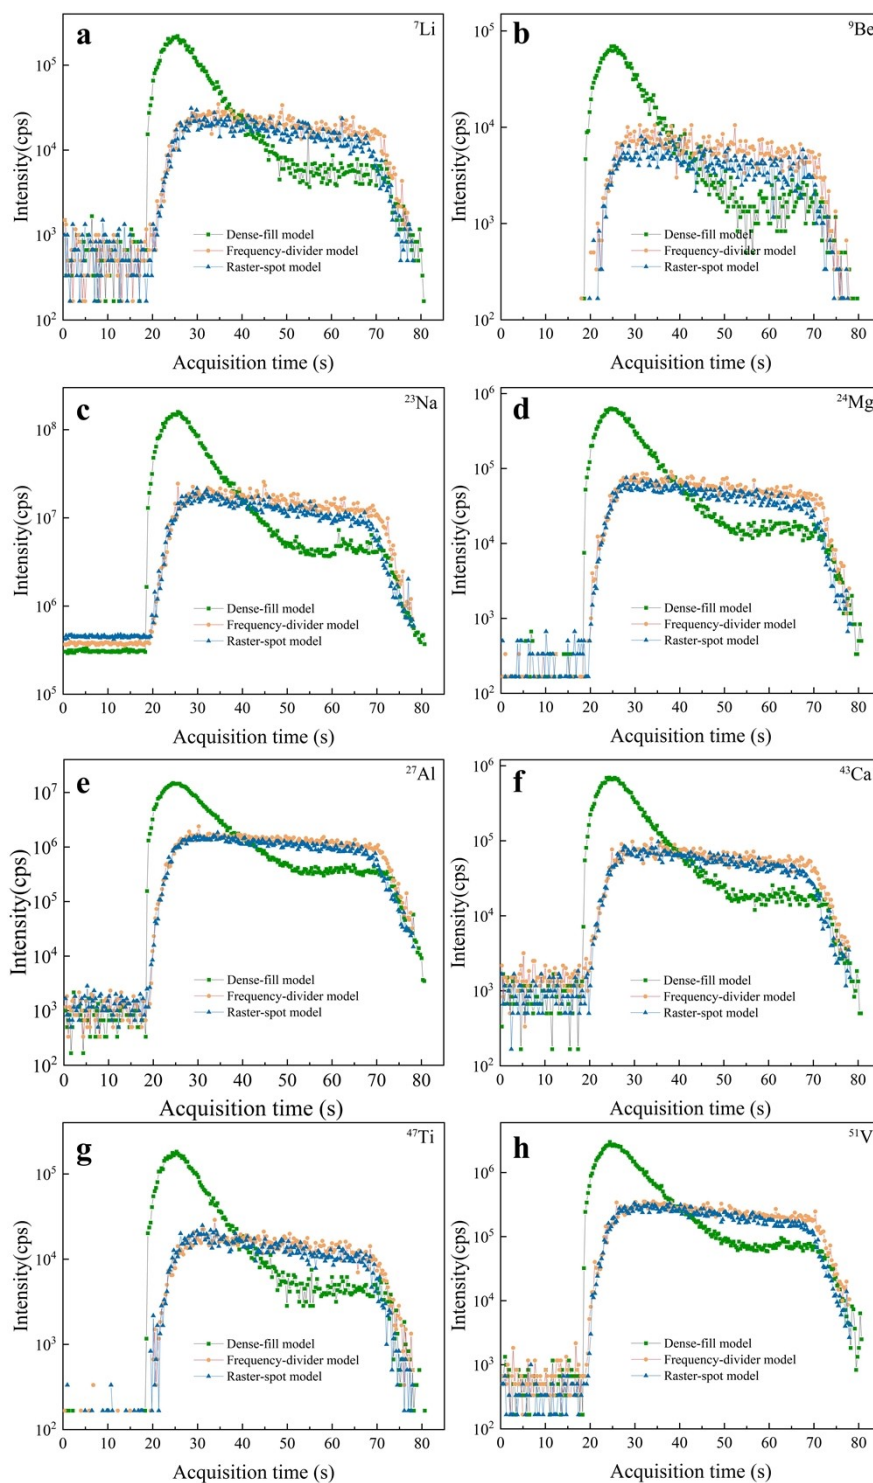 a
⁷Li
Intensity(cps)
10⁵
10⁴
10³
10²
Dense-fill model
Frequency-divider model
Raster-spot model
0 10 20 30 40 50 60 70 80
Acquisition time (s)
b
⁹Be
Intensity(cps)
10⁵
10⁴
10³
10²
Dense-fill model
Frequency-divider model
Raster-spot model
0 10 20 30 40 50 60 70 80
Acquisition time (s)
c
²³Na
Intensity(cps)
10⁸
10⁷
10⁶
10⁵
Dense-fill model
Frequency-divider model
Raster-spot model
0 10 20 30 40 50 60 70 80
Acquisition time (s)
d
²⁴Mg
Intensity(cps)
10⁶
10⁵
10⁴
10³
10²
Dense-fill model
Frequency-divider model
Raster-spot model
0 10 20 30 40 50 60 70 80
Acquisition time (s)
e
²⁷Al
Intensity(cps)
10⁷
10⁶
10⁵
10⁴
10³
10²
Dense-fill model
Frequency-divider model
Raster-spot model
0 10 20 30 40 50 60 70 80
Acquisition time (s)
f
⁴³Ca
Intensity(cps)
10⁶
10⁵
10⁴
10³
10²
Dense-fill model
Frequency-divider model
Raster-spot model
0 10 20 30 40 50 60 70 80
Acquisition time (s)
g
⁴⁷Ti
Intensity(cps)
10⁵
10⁴
10³
10²
Dense-fill model
Frequency-divider model
Raster-spot model
0 10 20 30 40 50 60 70 80
Acquisition time (s)
h
⁵¹V
Intensity(cps)
10⁶
10⁵
10⁴
10³
10²
Dense-fill model
Frequency-divider model
Raster-spot model
0 10 20 30 40 50 60 70 80
Acquisition time (s)